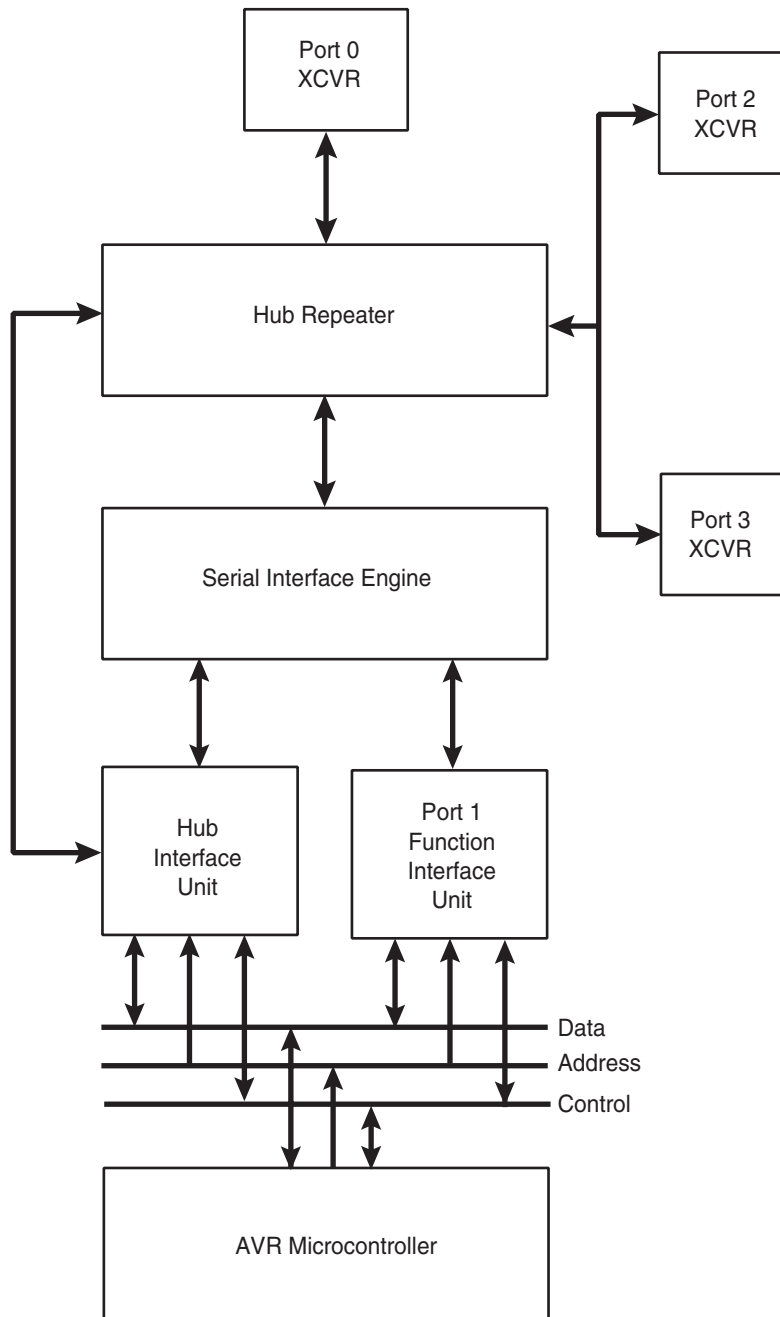 Port 0
XCVR
Port 2
XCVR
Hub Repeater
Port 3
XCVR
Serial Interface Engine
Hub
Interface
Unit
Port 1
Function
Interface
Unit
Data
Address
Control
AVR Microcontroller